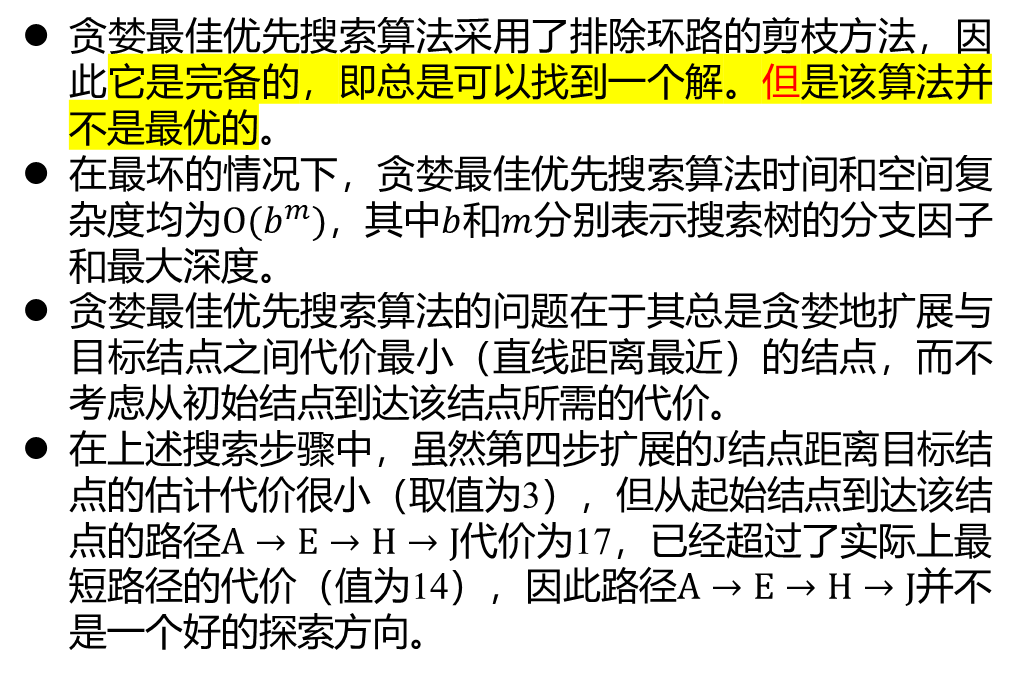 ● 贪婪最佳优先搜索算法采用了排除环路的剪枝方法，因
此它是完备的，即总是可以找到一个解。但是该算法并
不是最优的。
● 在最坏的情况下，贪婪最佳优先搜索算法时间和空间复
杂度均为O(𝑏ᵐ)，其中𝑏和𝑚分别表示搜索树的分支因子
和最大深度。
● 贪婪最佳优先搜索算法的问题在于其总是贪婪地扩展与
目标结点之间代价最小（直线距离最近）的结点，而不
考虑从初始结点到达该结点所需的代价。
● 在上述搜索步骤中，虽然第四步扩展的J结点距离目标结
点的估计代价很小（取值为3），但从起始结点到达该结
点的路径A → E → H → J代价为17，已经超过了实际上最
短路径的代价（值为14），因此路径A → E → H → J并不
是一个好的探索方向。